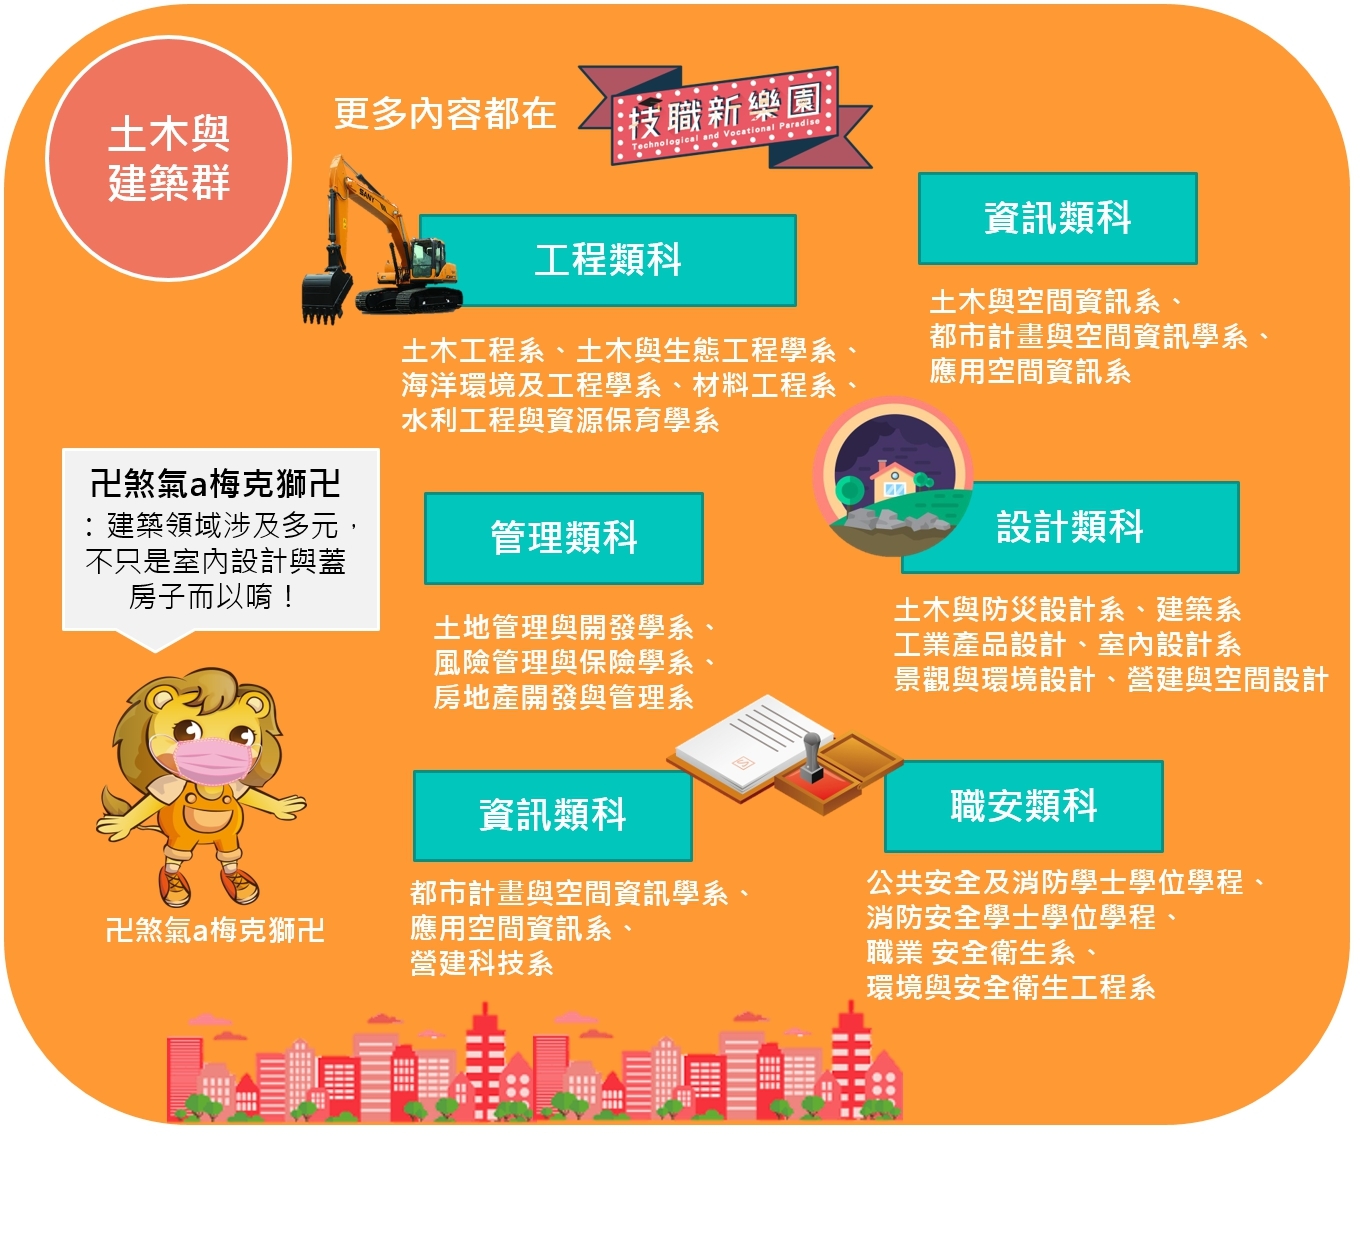 土木與
建築群
更多內容都在
技職新樂園
Technological and Vocational Paradise
SANY
工程類科
土木工程系、土木與生態工程學系、
海洋環境及工程學系、材料工程系、
水利工程與資源保育學系
資訊類科
土木與空間資訊系、
都市計畫與空間資訊學系、
應用空間資訊系
卍煞氣a梅克獅卍
：建築領域涉及多元，
不只是室內設計與蓋
房子而以唷！
卍煞氣a梅克獅卍
管理類科
土地管理與開發學系、
風險管理與保險學系、
房地產開發與管理系
設計類科
土木與防災設計系、建築系
工業產品設計、室內設計系
景觀與環境設計、營建與空間設計
資訊類科
都市計畫與空間資訊學系、
應用空間資訊系、
營建科技系
職安類科
公共安全及消防學士學位學程、
消防安全學士學位學程、
職業 安全衛生系、
環境與安全衛生工程系